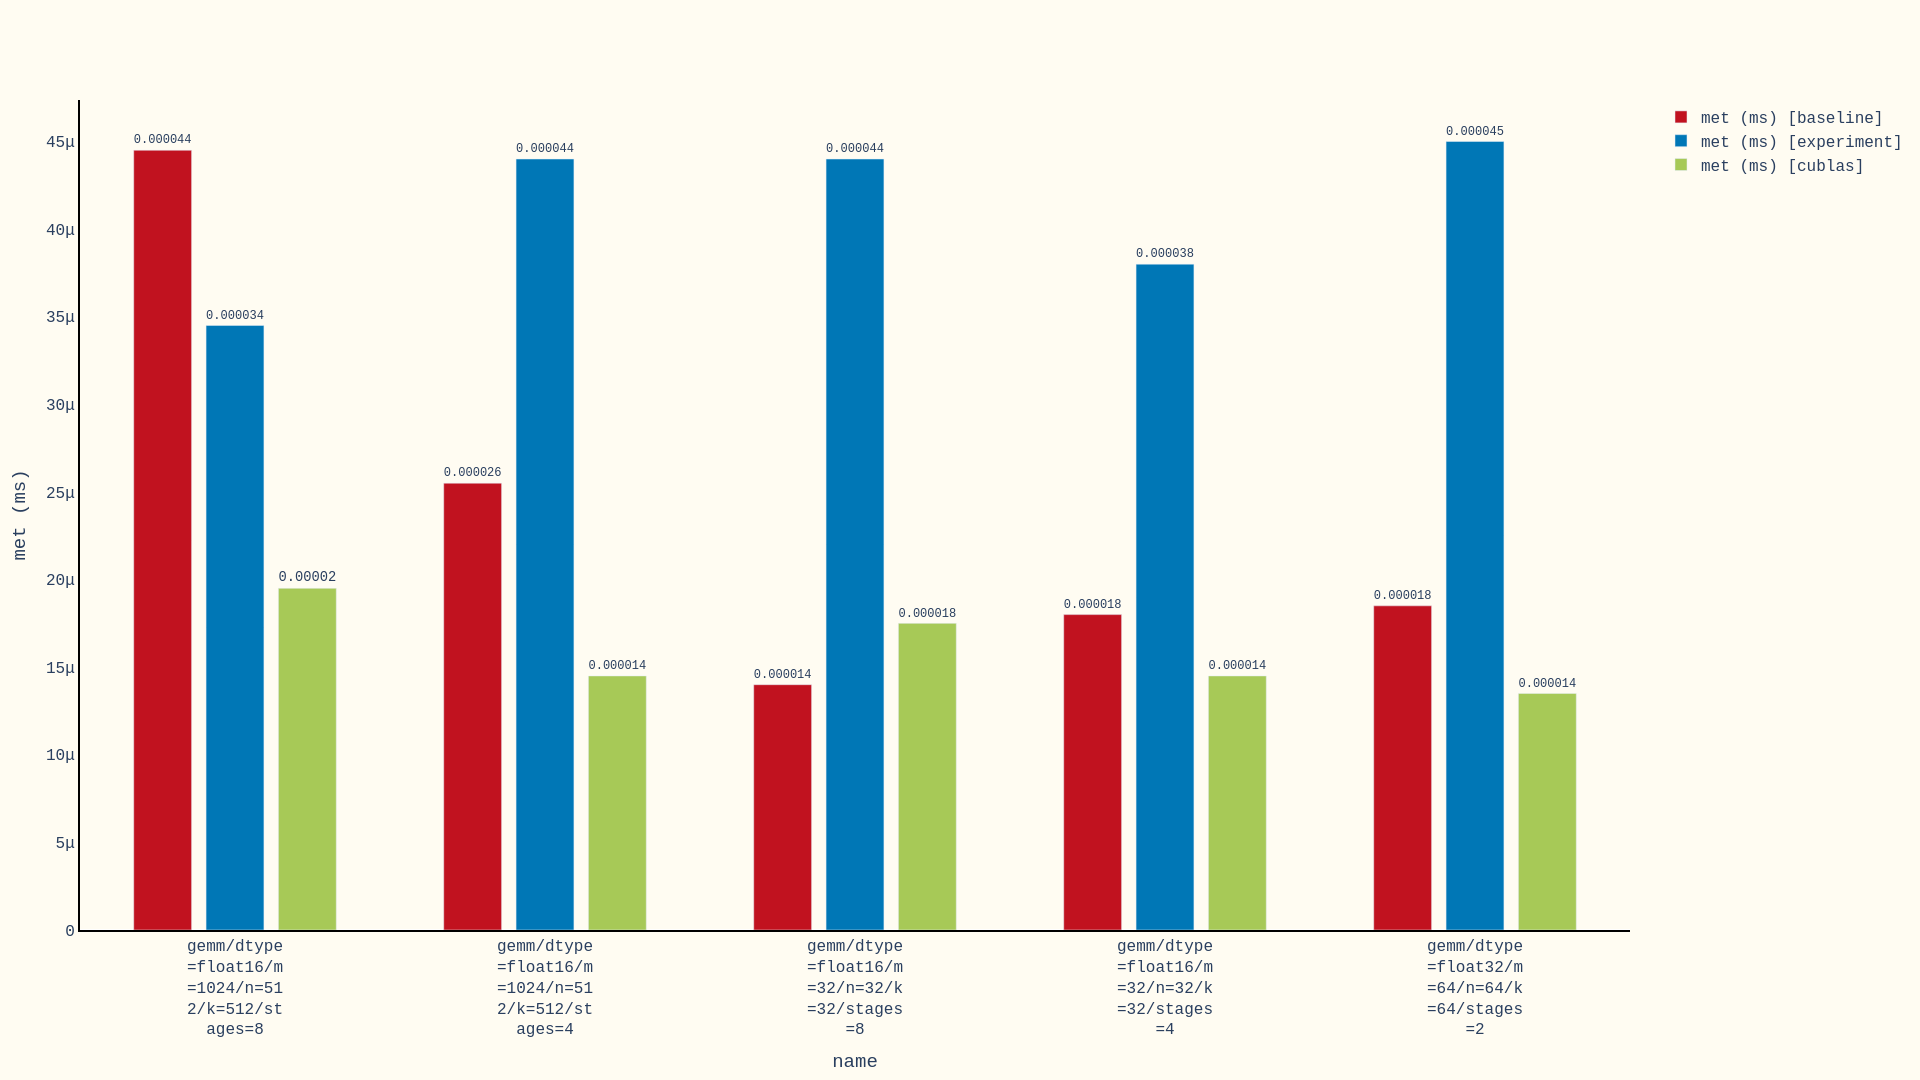 met (ms) [baseline]
met (ms) [experiment]
met (ms) [cublas]
met (ms)
45μ
40μ
35μ
30μ
25μ
20μ
15μ
10μ
5μ
0
0.000044
0.000034
0.00002
0.000026
0.000044
0.000014
0.000014
0.000044
0.000018
0.000018
0.000038
0.000014
0.000018
0.000045
0.000014
gemm/dtype
=float16/m
=1024/n=51
2/k=512/st
ages=8
gemm/dtype
=float16/m
=1024/n=51
2/k=512/st
ages=4
gemm/dtype
=float16/m
=32/n=32/k
=32/stages
=8
gemm/dtype
=float16/m
=32/n=32/k
=32/stages
=4
gemm/dtype
=float32/m
=64/n=64/k
=64/stages
=2
name